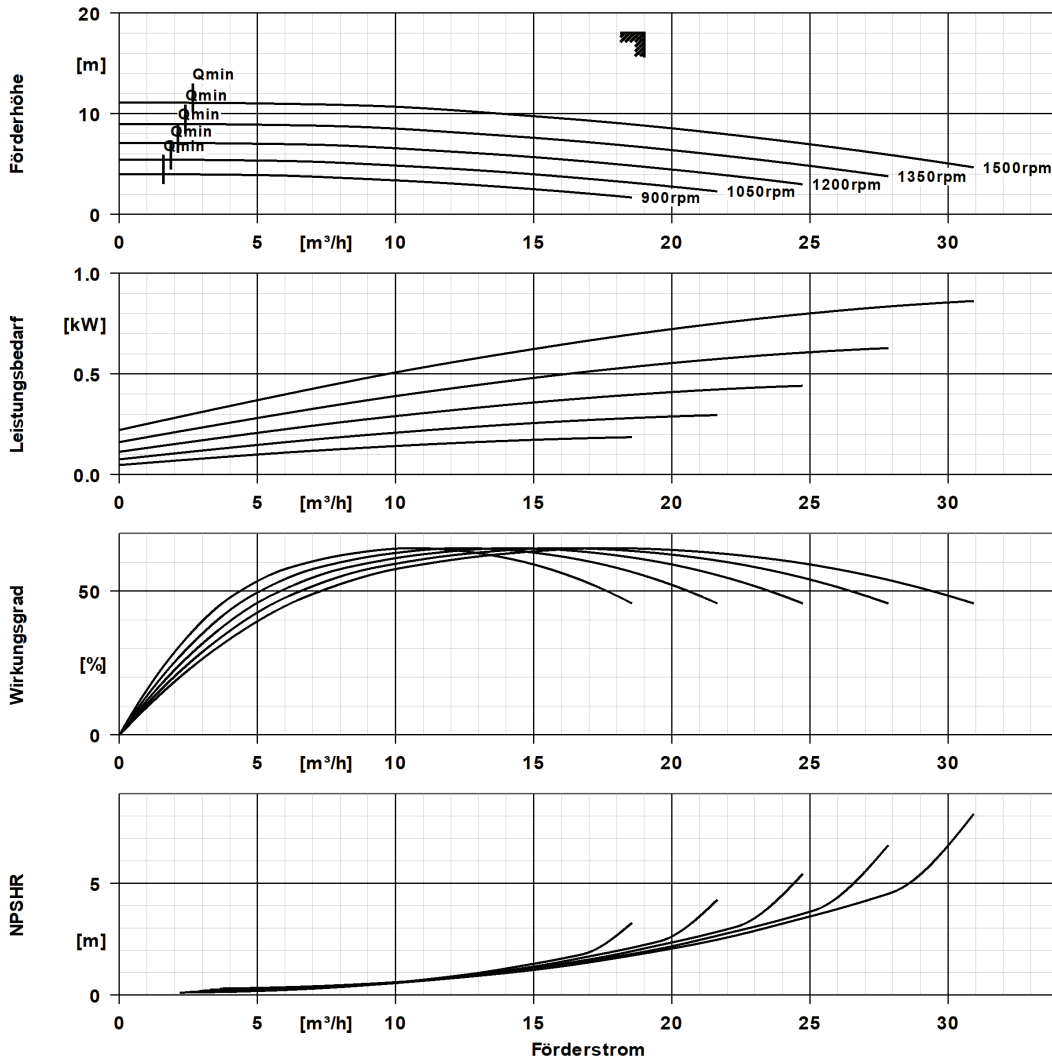 20
[m]
Förderhöhe
10
0
Qmin
Qmin
Qmin
Qmin
Qmin
1500rpm
1350rpm
1200rpm
1050rpm
900rpm
0 5 [m³/h] 10 15 20 25 30
1.0
[kW]
Leistungsbedarf
0.5
0.0
0 5 [m³/h] 10 15 20 25 30
Wirkungsgrad
50
[%]
0
0 5 [m³/h] 10 15 20 25 30
NPSHR
5
[m]
0
0 5 [m³/h] 10 15 20 25 30
Förderstrom